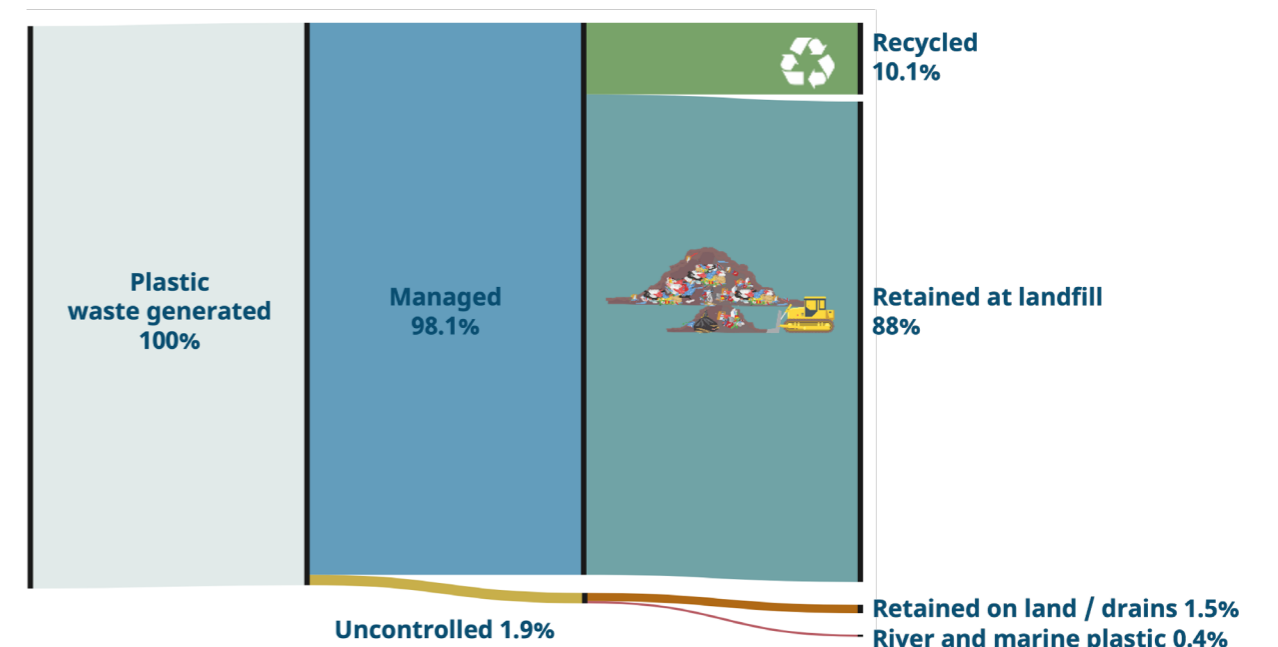 Recycled
10.1%
Plastic
waste generated
100%
Managed
98.1%
Retained at landfill
88%
Uncontrolled 1.9%
Retained on land / drains 1.5%
River and marine plastic 0.4%